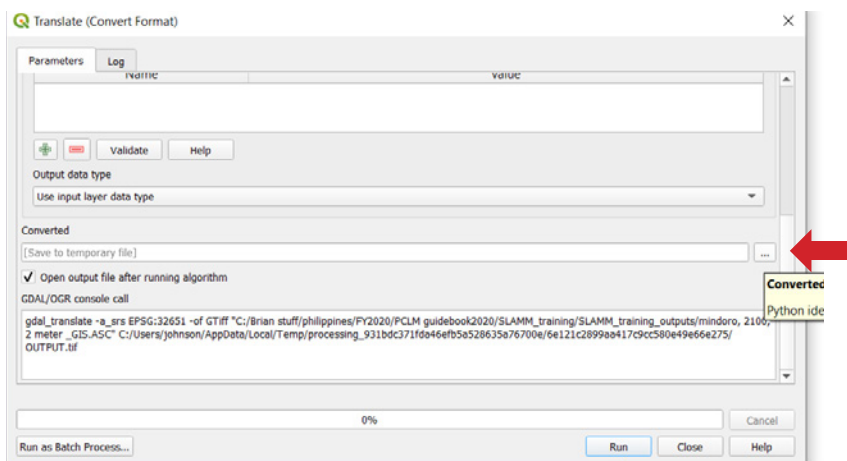 Translate (Convert Format)
Parameters Log
Name Value
Validate Help
Output data type
Use input layer data type
Converted
[Save to temporary file] ...
Open output file after running algorithm
Converted
GDAL/OGR console call
Python ide
gdal_translate -a_srs EPSG:32651 -of GTiff "C:/Brian stuff/philippines/FY2020/PCLM guidebook2020/SLAMM_training/SLAMM_training_outputs/mindoro, 2100,
2 meter _GIS.ASC" C:/Users/johnson/AppData/Local/Temp/processing_931bdc371fda46efb5a528635a76700e/6e121c2899aa417c9cc580e49e66e275/
OUTPUT.tif
0% Cancel
Run as Batch Process... Run Close Help